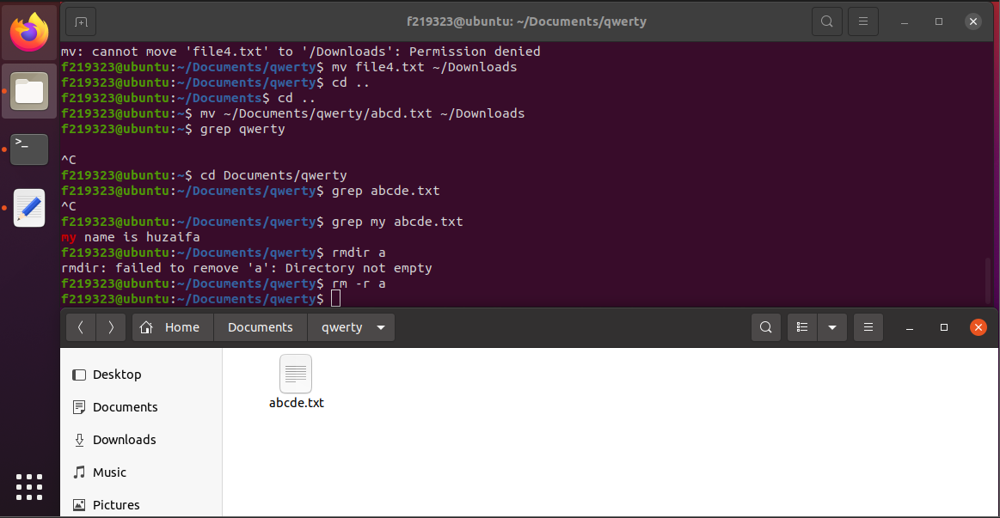 f219323@ubuntu: ~/Documents/qwerty
mv: cannot move 'file4.txt' to '/Downloads': Permission denied
f219323@ubuntu:~/Documents/qwerty$ mv file4.txt ~/Downloads
f219323@ubuntu:~/Documents/qwerty$ cd ..
f219323@ubuntu:~/Documents$ cd ..
f219323@ubuntu:~$ mv ~/Documents/qwerty/abcd.txt ~/Downloads
f219323@ubuntu:~$ grep qwerty
^C
f219323@ubuntu:~$ cd Documents/qwerty
f219323@ubuntu:~/Documents/qwerty$ grep abcde.txt
^C
f219323@ubuntu:~/Documents/qwerty$ grep my abcde.txt
my name is huzaifa
f219323@ubuntu:~/Documents/qwerty$ rmdir a
rmdir: failed to remove 'a': Directory not empty
f219323@ubuntu:~/Documents/qwerty$ rm -r a
f219323@ubuntu:~/Documents/qwerty$
>_
Home Documents qwerty
Desktop
Documents
Downloads
Music
Pictures
abcde.txt